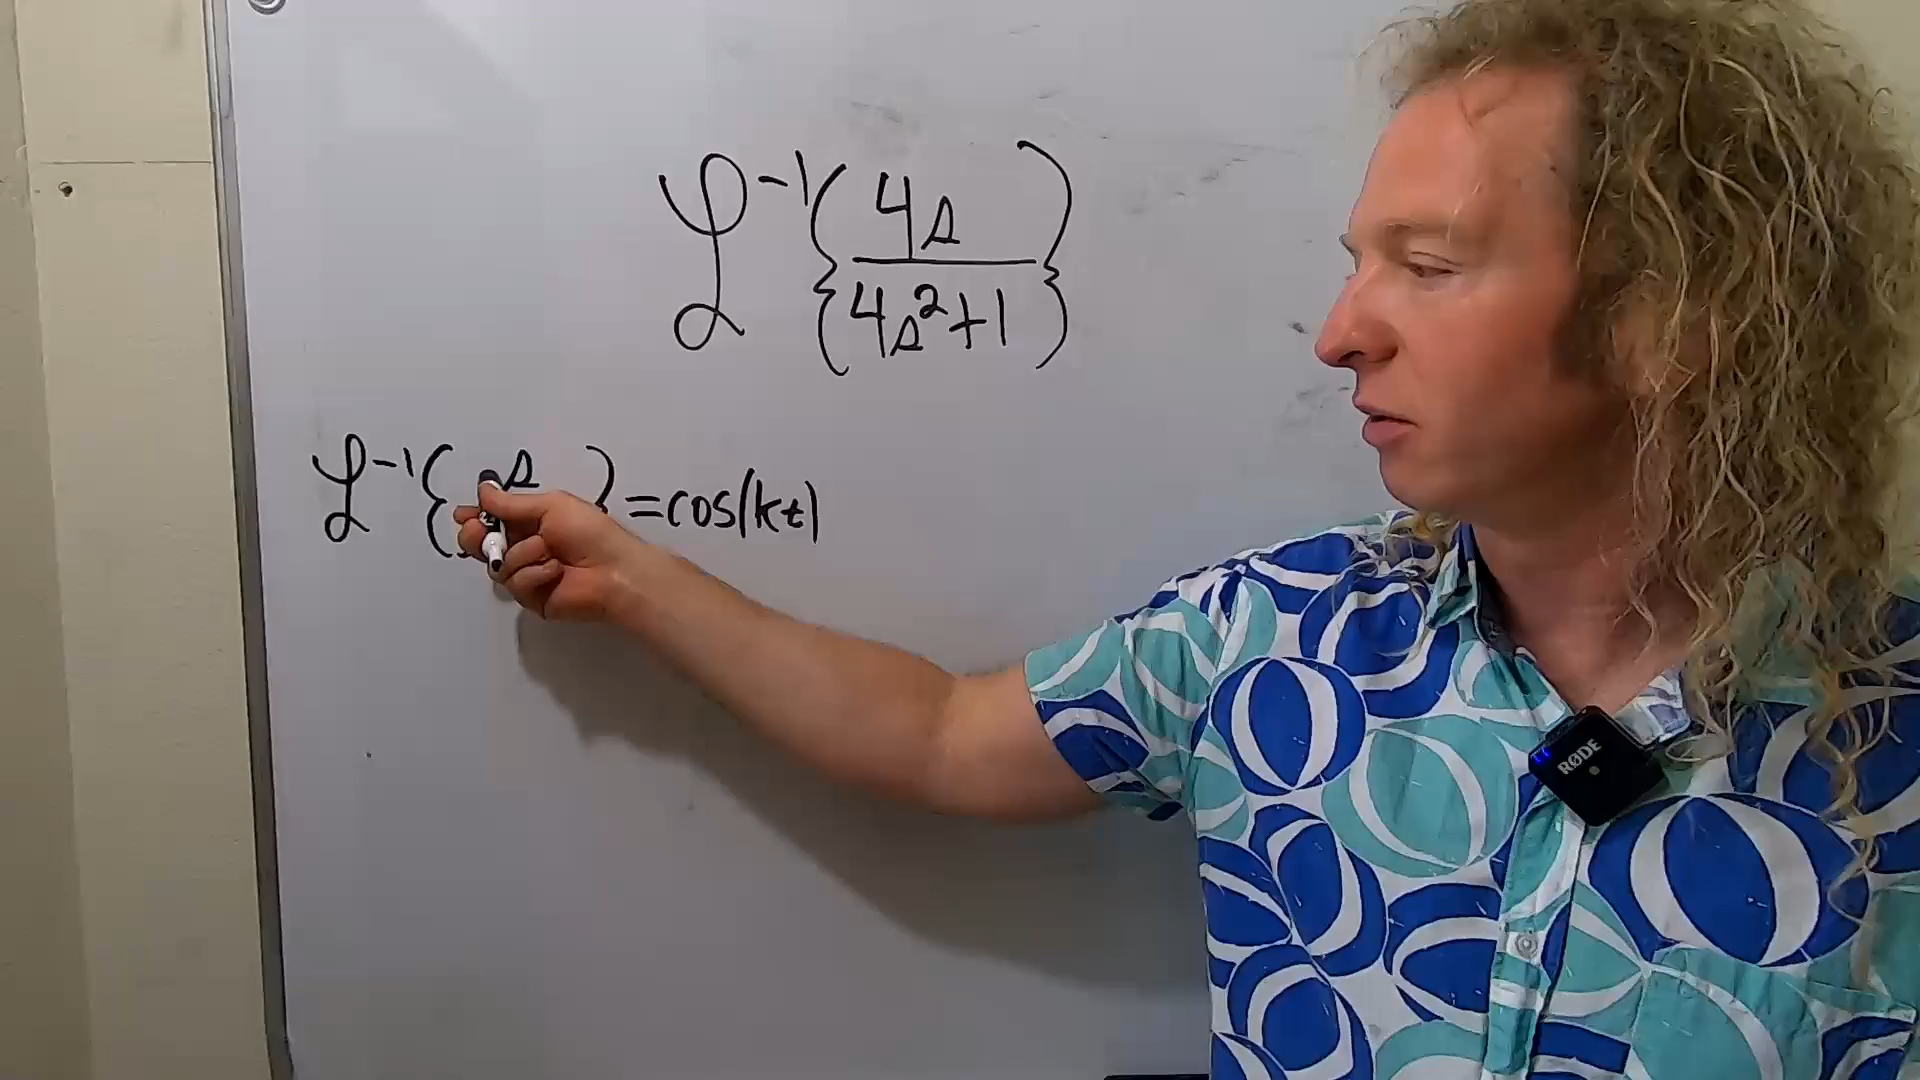 ℒ⁻¹{4s/(4s²+1)}
ℒ⁻¹{s/ } = cos(kt)
RØDE